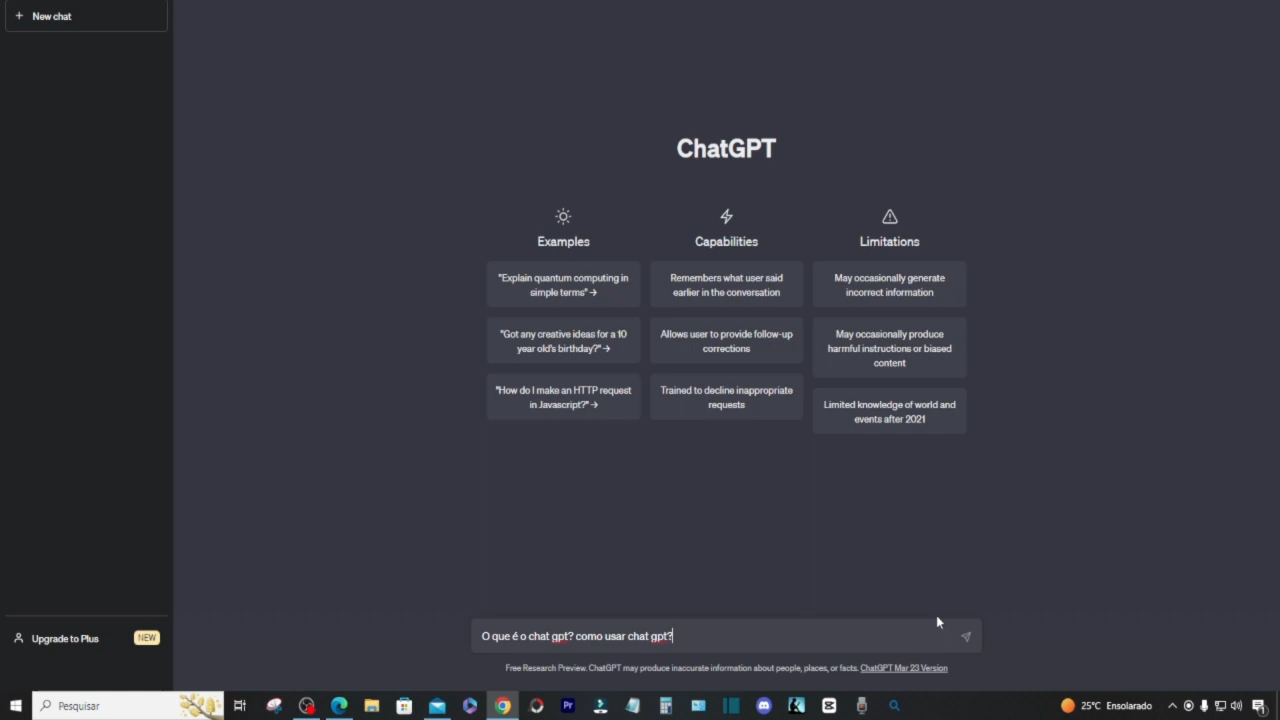 New chat
ChatGPT
Examples
Capabilities
Limitations
"Explain quantum computing in
simple terms" →
Remembers what user said
earlier in the conversation
May occasionally generate
incorrect information
"Got any creative ideas for a 10
year old's birthday?" →
Allows user to provide follow-up
corrections
May occasionally produce
harmful instructions or biased
content
"How do I make an HTTP request
in Javascript?" →
Trained to decline inappropriate
requests
Limited knowledge of world and
events after 2021
Upgrade to Plus
NEW
O que é o chat gpt? como usar chat gpt?
Free Research Preview. ChatGPT may produce inaccurate information about people, places, or facts. ChatGPT Mar 23 Version
Pesquisar
Pr
25°C Ensolarado